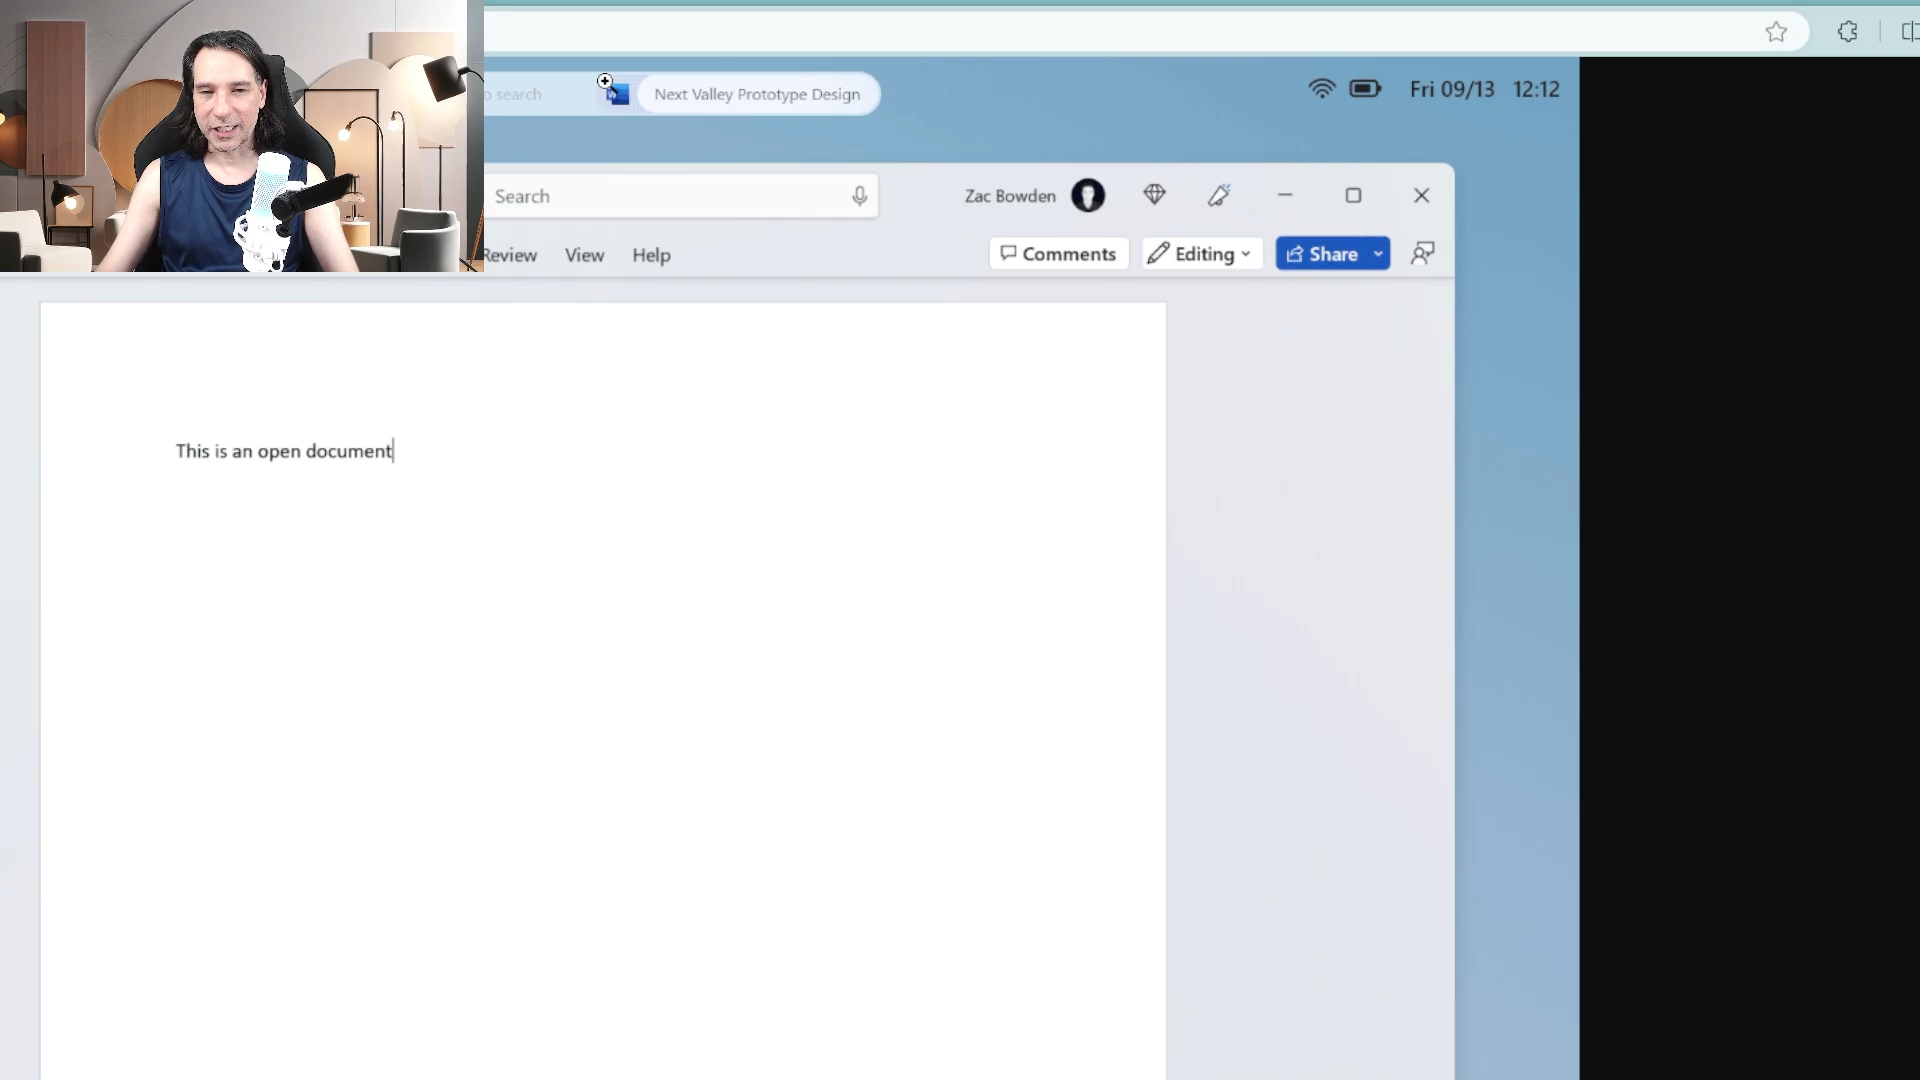 search
Next Valley Prototype Design
Fri 09/13 12:12
Search
Zac Bowden
Review View Help
Comments
Editing
Share
This is an open document